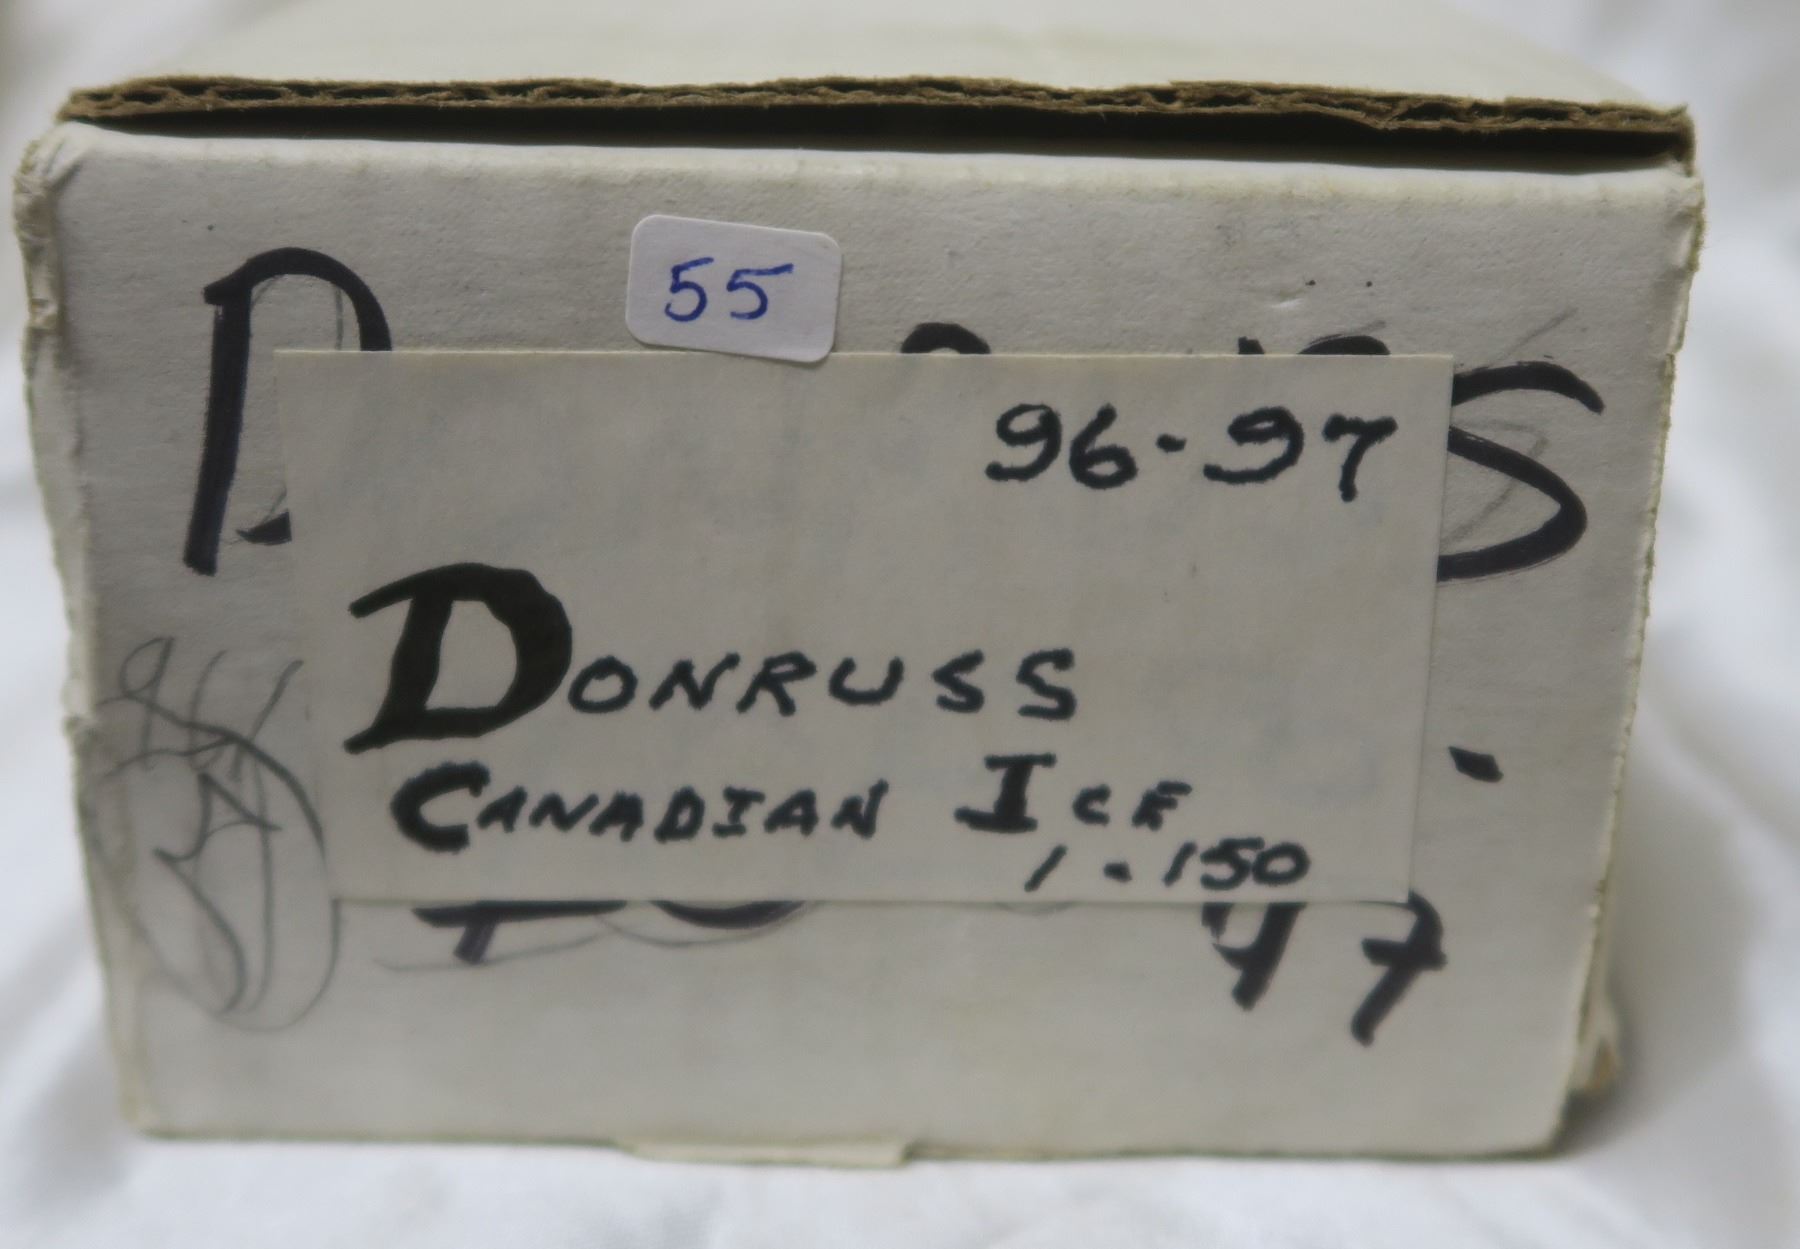 55
96-97
DONRUSS
CANADIAN ICE
1-150